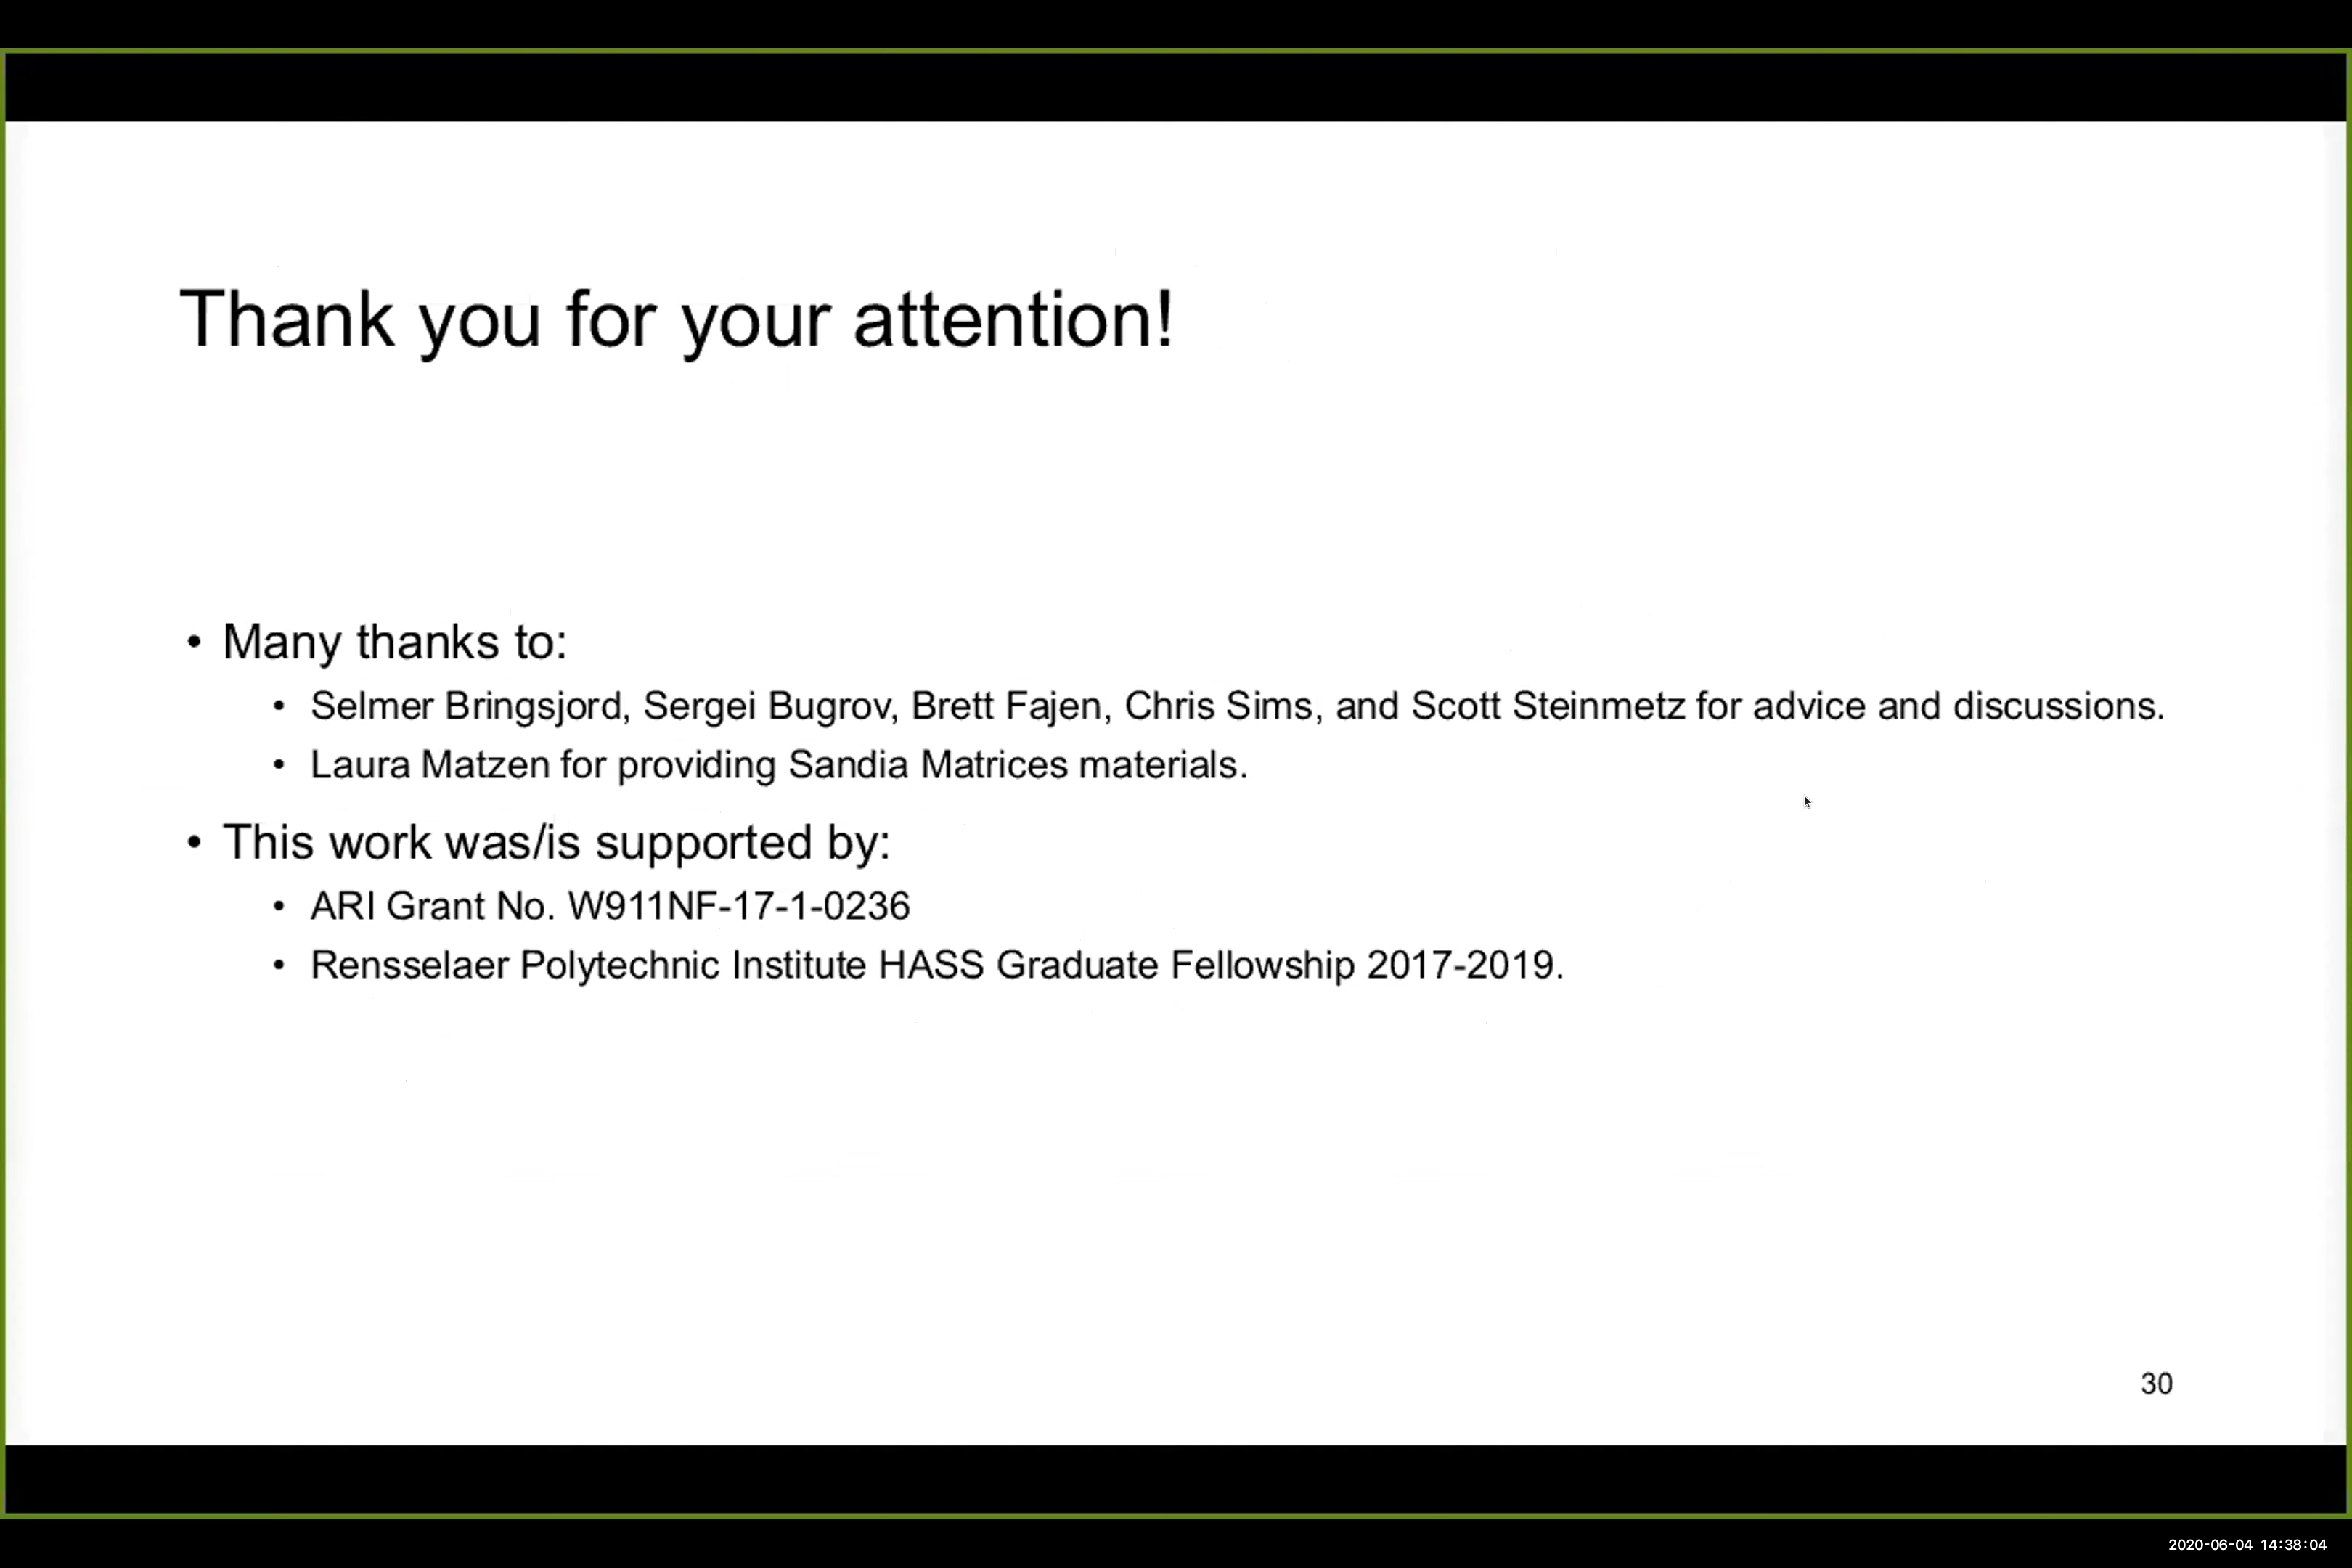 Thank you for your attention!
• Many thanks to:
• Selmer Bringsjord, Sergei Bugrov, Brett Fajen, Chris Sims, and Scott Steinmetz for advice and discussions.
• Laura Matzen for providing Sandia Matrices materials.
• This work was/is supported by:
• ARI Grant No. W911NF-17-1-0236
• Rensselaer Polytechnic Institute HASS Graduate Fellowship 2017-2019.
30
2020-06-04 14:38:04